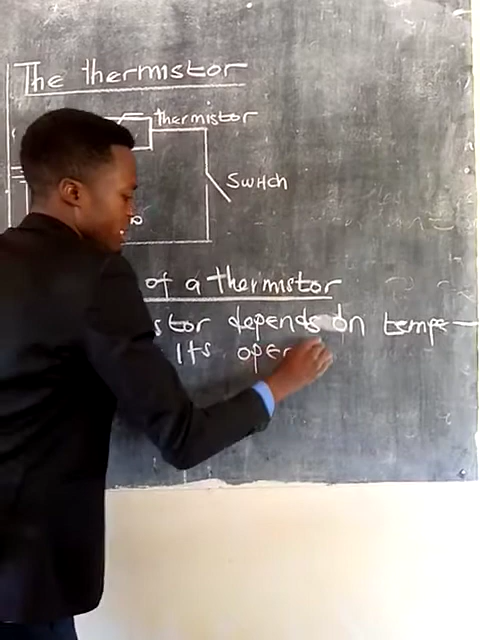 The thermistor
thermistor
Switch
of a thermistor
stor depends on tempe-
Its oper